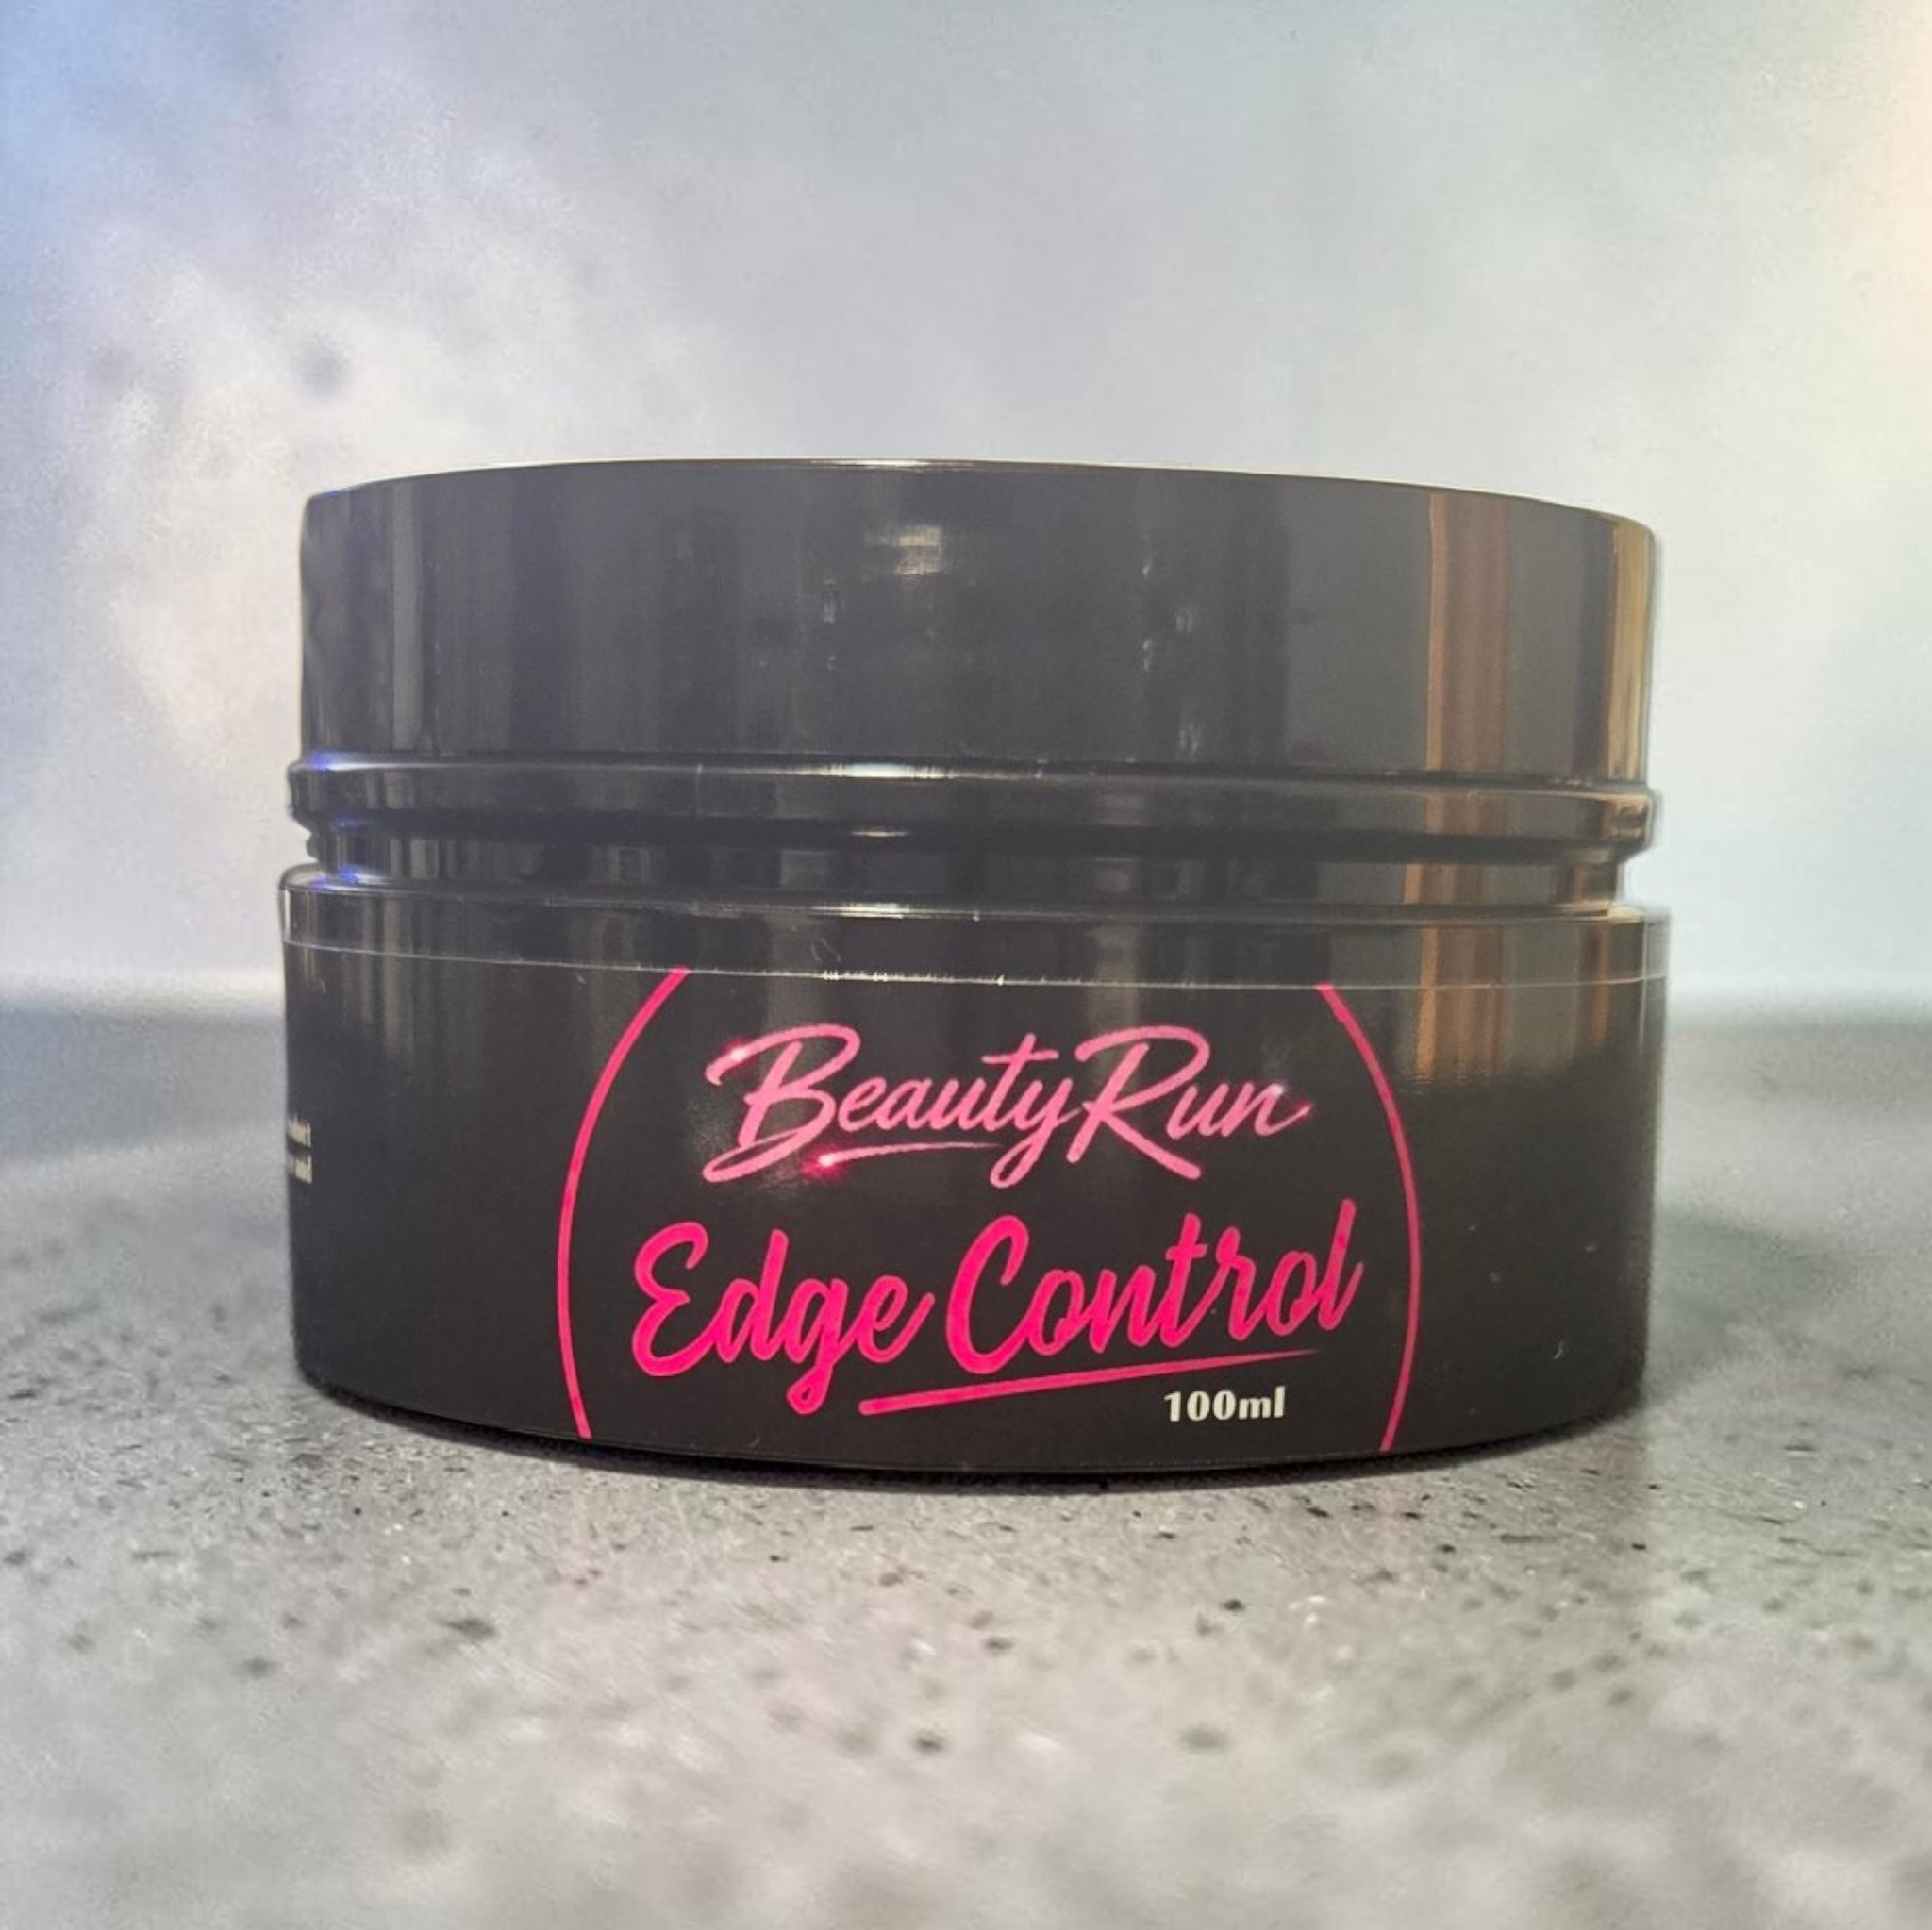 BeautyRun
Edge Control
100ml